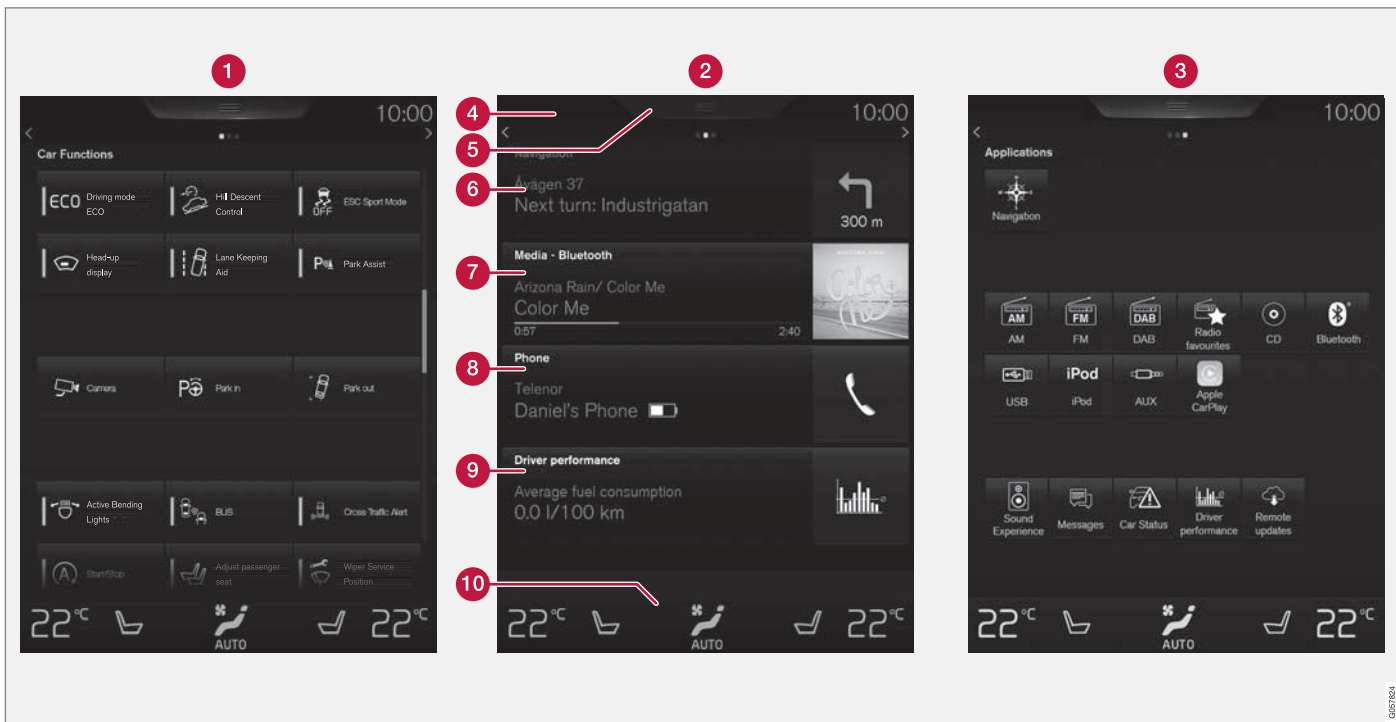 1
2
3
10:00
Car Functions
ECO Driving mode ECO
Hill Descent Control
OFF ESC Sport Mode
Head-up display
Lane Keeping Aid
P Park Assist
Camera
P Park in
Park out
Active Bending Lights
BLIS
Cross Traffic Alert
A Start/Stop
Adjust passenger seat
Wiper Service Position
22°C
AUTO
22°C
4
5
6
7
8
9
10
10:00
Navigation
Åvägen 37
Next turn: Industrigatan
300 m
Media - Bluetooth
Arizona Rain/ Color Me
Color Me
0:57
2:40
Color Me
Phone
Telenor
Daniel's Phone
Driver performance
Average fuel consumption
0.0 l/100 km
22°C
AUTO
22°C
10:00
Applications
Navigation
AM
AM
FM
FM
DAB
DAB
Radio favourites
CD
Bluetooth
USB
iPod
iPod
AUX
Apple CarPlay
Sound Experience
Messages
Car Status
Driver performance
Remote updates
22°C
AUTO
22°C
G057824